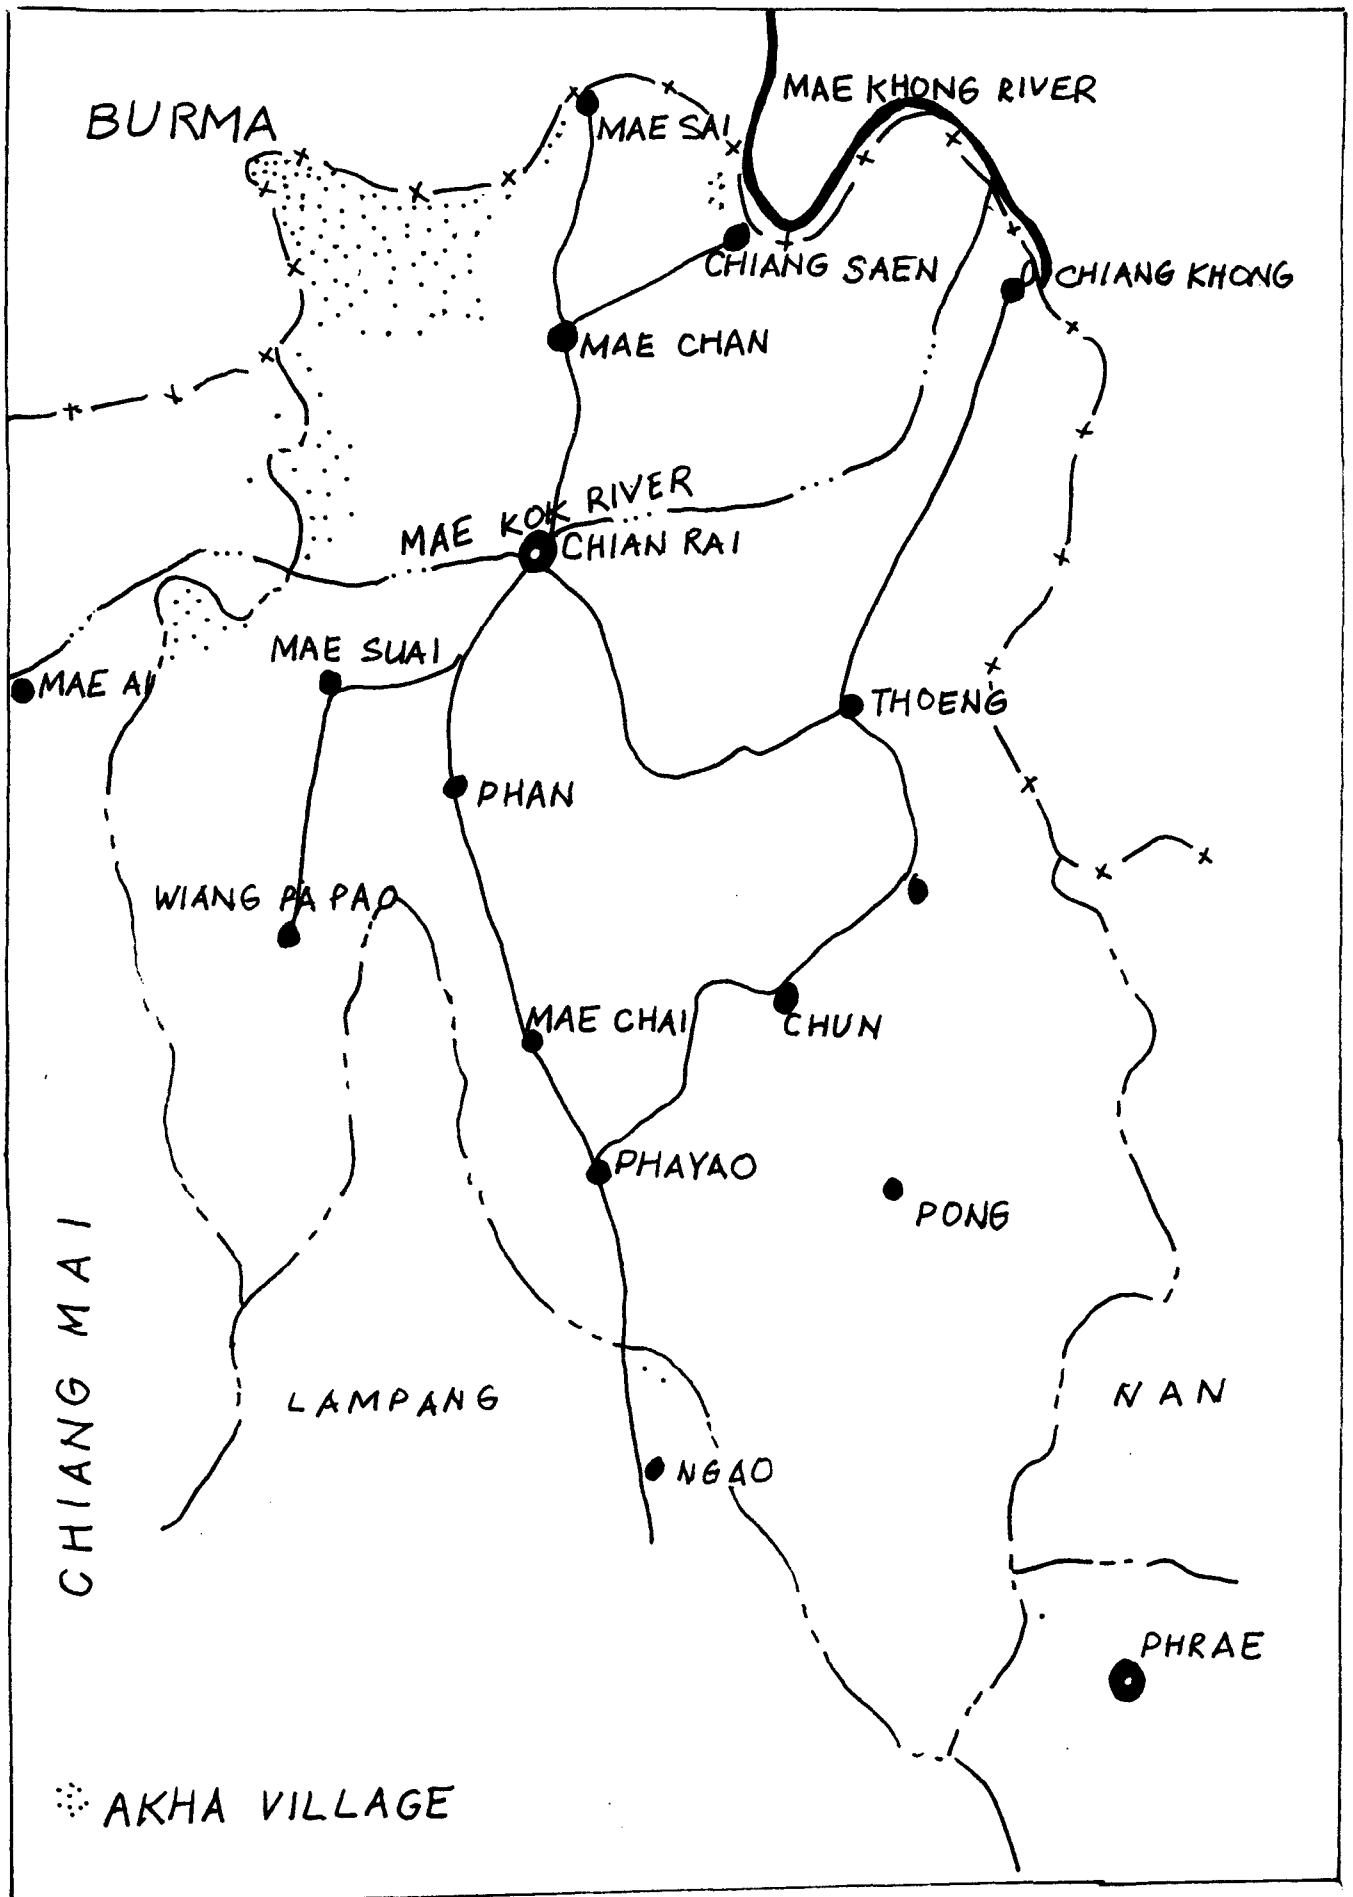 MAE KHONG RIVER
BURMA
MAE SAI
CHIANG SAEN
CHIANG KHONG
MAE CHAN
MAE KOK RIVER
CHIAN RAI
MAE SUAI
MAE AI
THOENG
PHAN
WIANG PA PAO
MAE CHAI
CHUN
PHAYAO
PONG
CHIANG MAI
LAMPANG
NAN
NGAO
PHRAE
AKHA VILLAGE